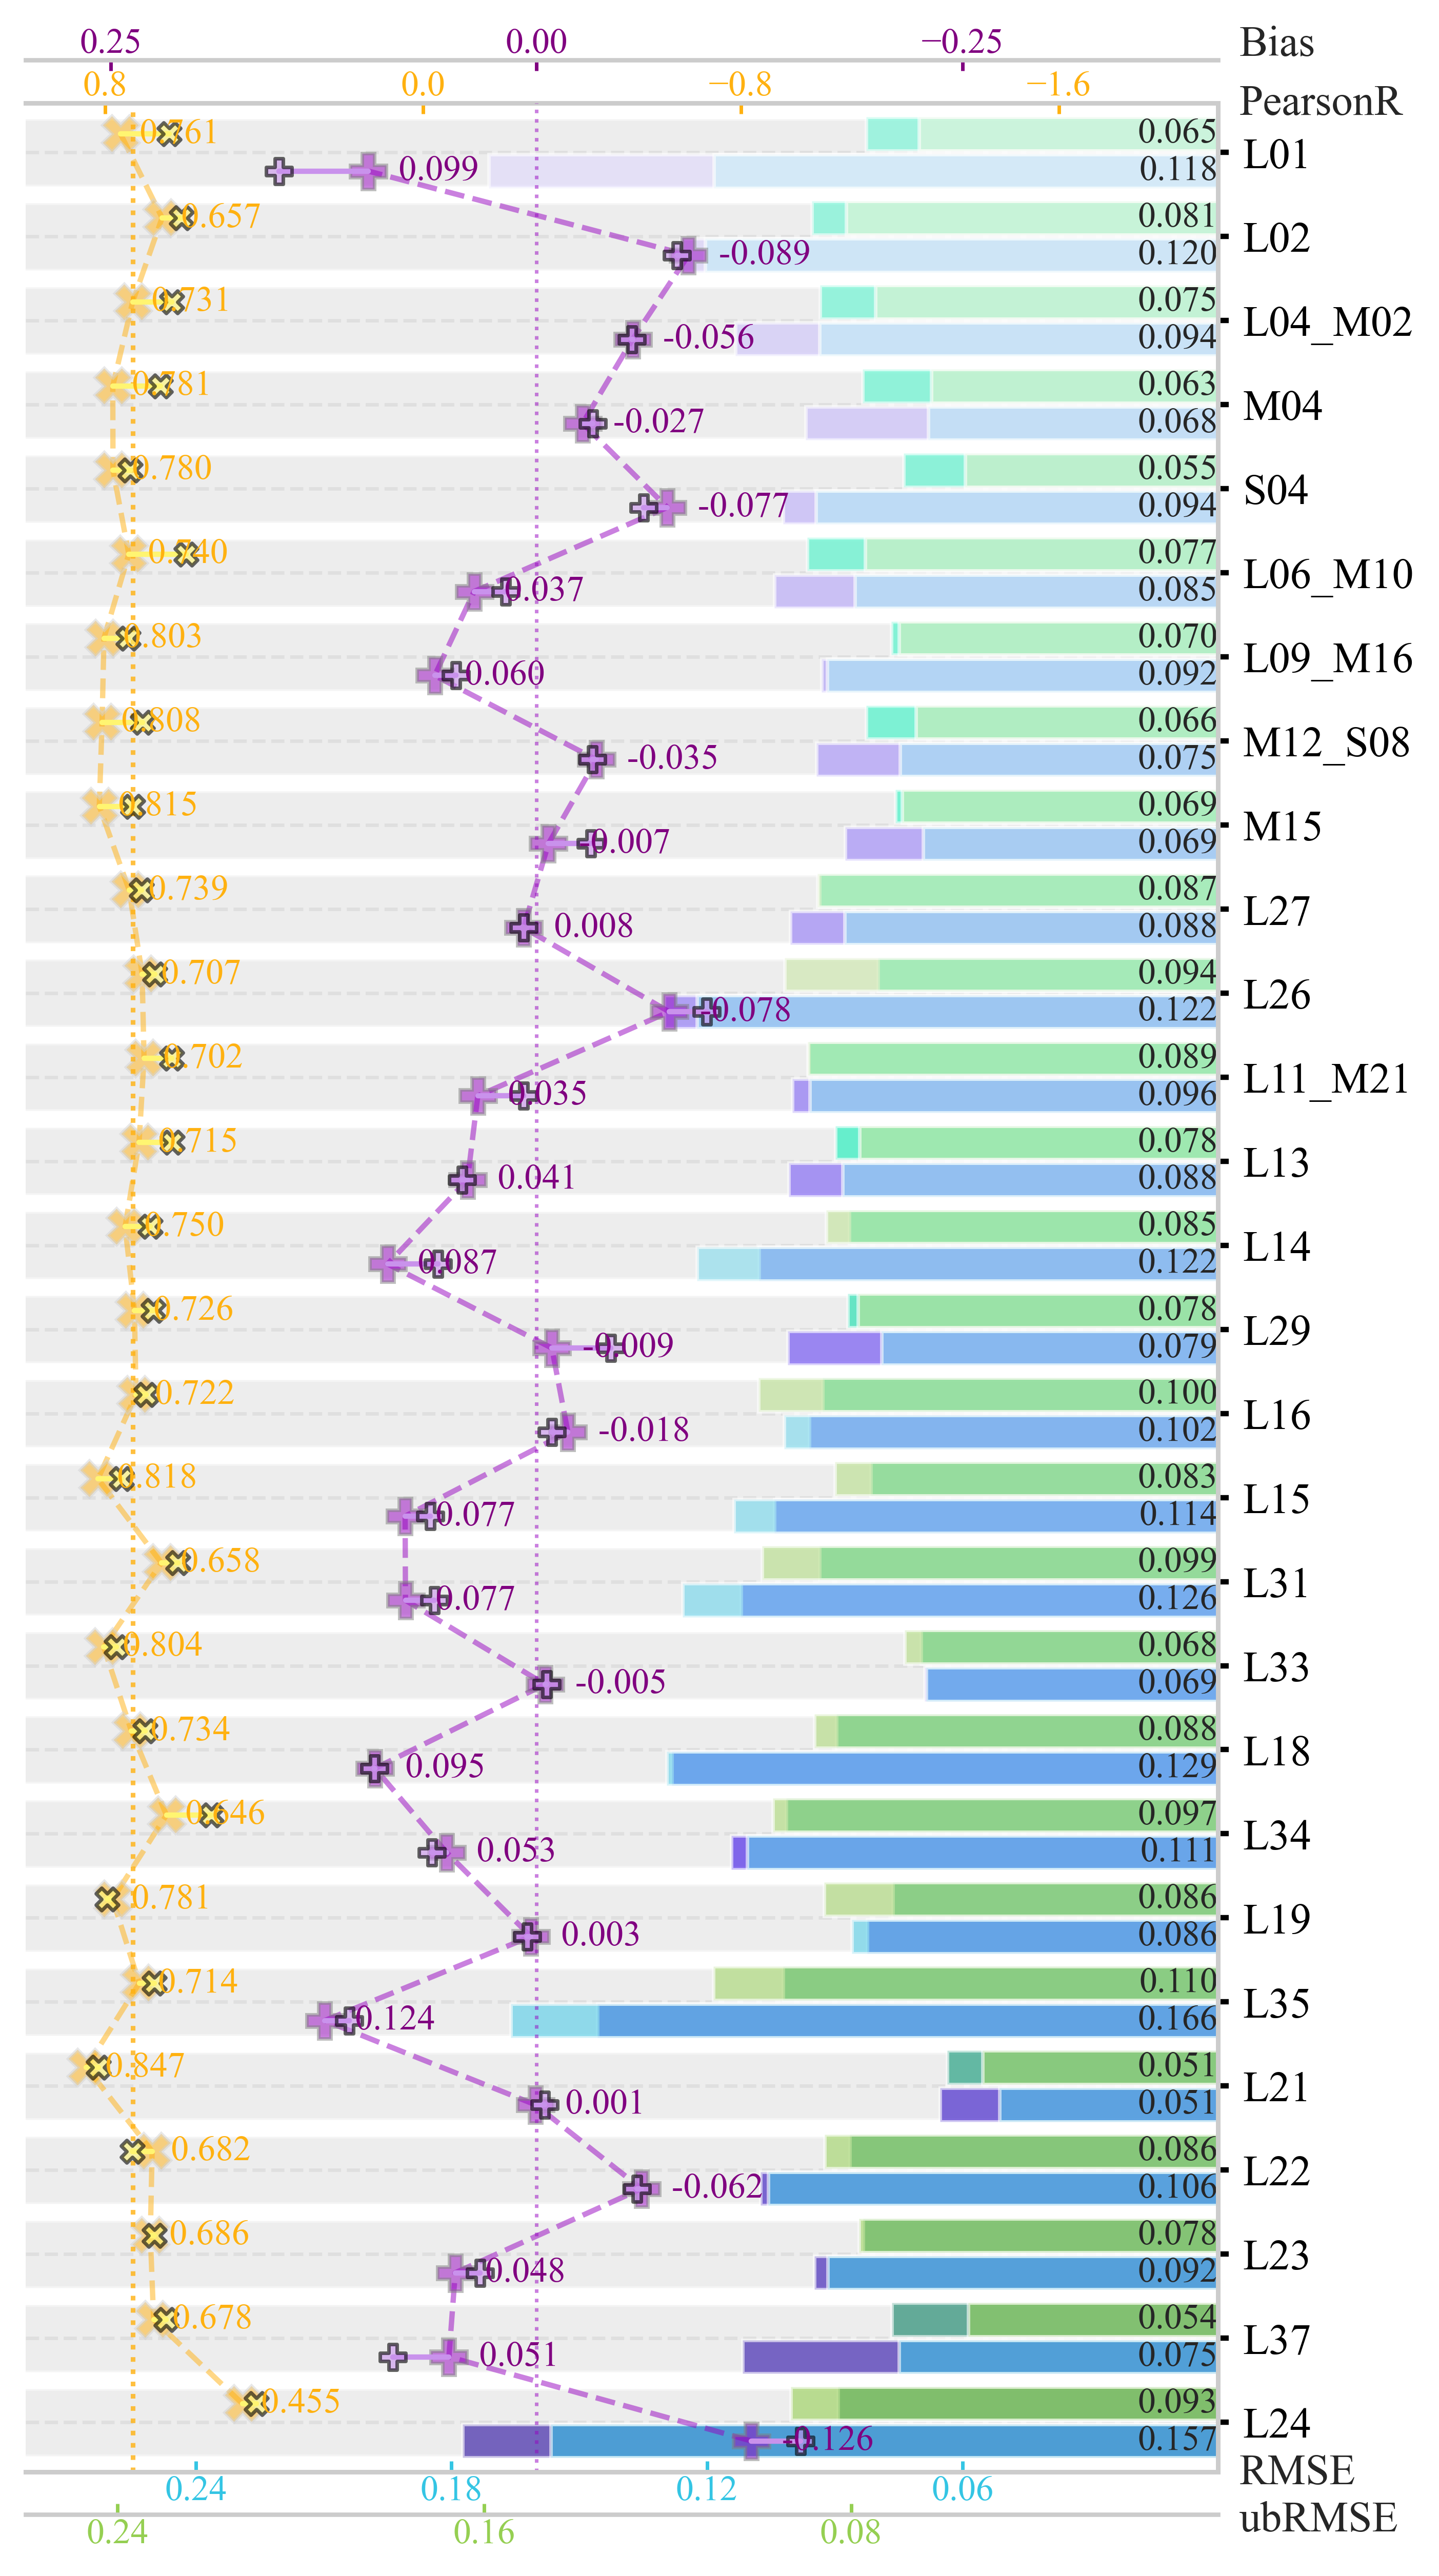 0.25 0.00 −0.25 Bias
0.8 0.0 −0.8 −1.6 PearsonR
0.761 0.065
0.099 0.118 L01
0.657 0.081
-0.089 0.120 L02
0.731 0.075
-0.056 0.094 L04_M02
0.781 0.063
-0.027 0.068 M04
0.780 0.055
-0.077 0.094 S04
0.740 0.077
0.037 0.085 L06_M10
0.803 0.070
0.060 0.092 L09_M16
0.808 0.066
-0.035 0.075 M12_S08
0.815 0.069
-0.007 0.069 M15
0.739 0.087
0.008 0.088 L27
0.707 0.094
-0.078 0.122 L26
0.702 0.089
0.035 0.096 L11_M21
0.715 0.078
0.041 0.088 L13
0.750 0.085
0.087 0.122 L14
0.726 0.078
-0.009 0.079 L29
0.722 0.100
-0.018 0.102 L16
0.818 0.083
0.077 0.114 L15
0.658 0.099
0.077 0.126 L31
0.804 0.068
-0.005 0.069 L33
0.734 0.088
0.095 0.129 L18
0.646 0.097
0.053 0.111 L34
0.781 0.086
0.003 0.086 L19
0.714 0.110
0.124 0.166 L35
0.847 0.051
0.001 0.051 L21
0.682 0.086
-0.062 0.106 L22
0.686 0.078
0.048 0.092 L23
0.678 0.054
0.051 0.075 L37
0.455 0.093
-0.126 0.157 L24
0.24 0.18 0.12 0.06 RMSE
0.24 0.16 0.08 ubRMSE